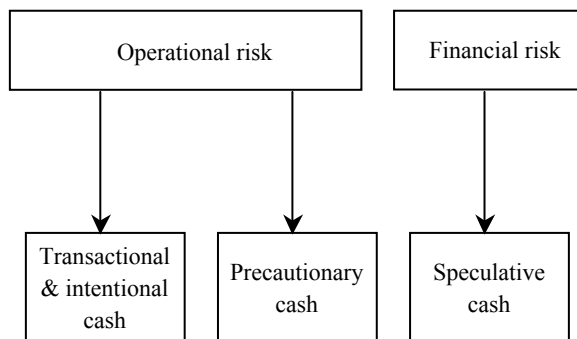 Operational risk
Financial risk
Transactional
& intentional
cash
Precautionary
cash
Speculative
cash